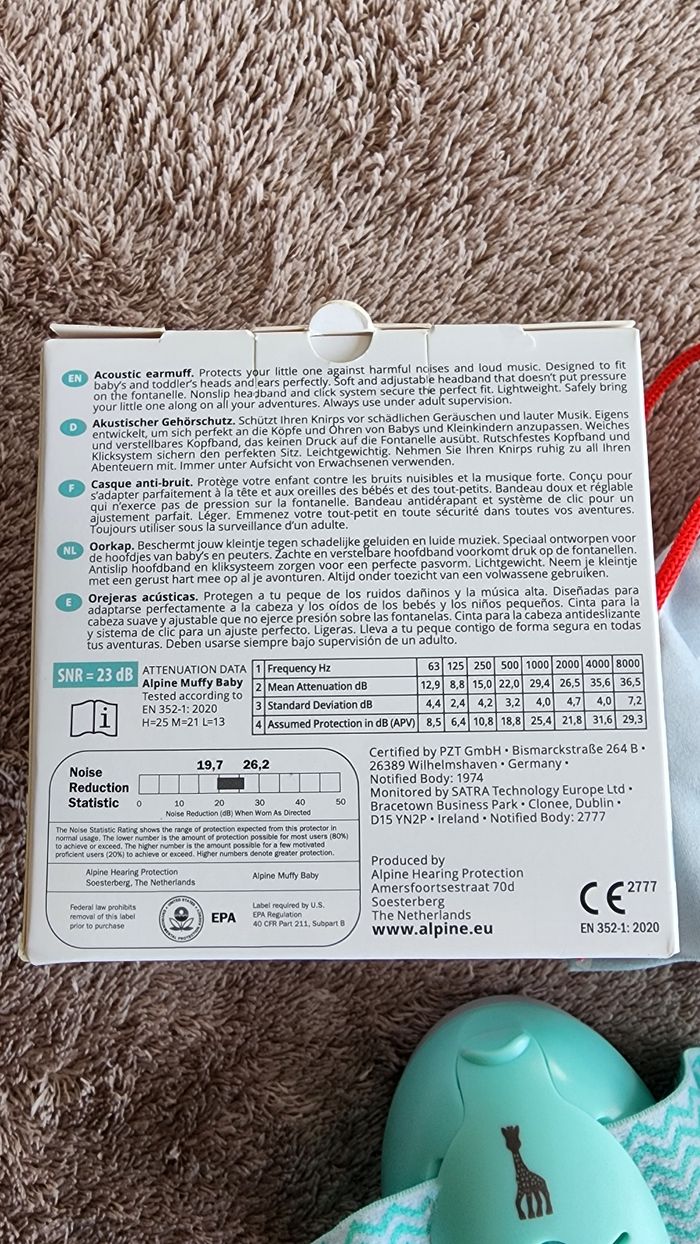 EN Acoustic earmuff. Protects your little one against harmful noises and loud music. Designed to fit
baby's and toddler's heads and ears perfectly. Soft and adjustable headband that doesn't put pressure
on the fontanelle. Nonslip headband and click system secure the perfect fit. Lightweight. Safely bring
your little one along on all your adventures. Always use under adult supervision.
D Akustischer Gehörschutz. Schützt Ihren Knirps vor schädlichen Geräuschen und lauter Musik. Eigens
entwickelt, um sich perfekt an die Köpfe und Ohren von Babys und Kleinkindern anzupassen. Weiches
und verstellbares Kopfband, das keinen Druck auf die Fontanelle ausübt. Rutschfestes Kopfband und
Klicksystem sichern den perfekten Sitz. Leichtgewichtig. Nehmen Sie Ihren Knirps ruhig zu all Ihren
Abenteuern mit. Immer unter Aufsicht von Erwachsenen verwenden.
F Casque anti-bruit. Protège votre enfant contre les bruits nuisibles et la musique forte. Conçu pour
s'adapter parfaitement à la tête et aux oreilles des bébés et des tout-petits. Bandeau doux et réglable
qui n'exerce pas de pression sur la fontanelle. Bandeau antidérapant et système de clic pour un
ajustement parfait. Léger. Emmenez votre tout-petit en toute sécurité dans toutes vos aventures.
Toujours utiliser sous la surveillance d'un adulte.
NL Oorkap. Beschermt jouw kleintje tegen schadelijke geluiden en luide muziek. Speciaal ontworpen voor
de hoofdjes van baby's en peuters. Zachte en verstelbare hoofdband voorkomt druk op de fontanellen.
Antislip hoofdband en kliksysteem zorgen voor een perfecte pasvorm. Lichtgewicht. Neem je kleintje
met een gerust hart mee op al je avonturen. Altijd onder toezicht van een volwassene gebruiken.
E Orejeras acústicas. Protegen a tu peque de los ruidos dañinos y la música alta. Diseñadas para
adaptarse perfectamente a la cabeza y los oídos de los bebés y los niños pequeños. Cinta para la
cabeza suave y ajustable que no ejerce presión sobre las fontanelas. Cinta para la cabeza antideslizante
y sistema de clic para un ajuste perfecto. Ligeras. Lleva a tu peque contigo de forma segura en todas
tus aventuras. Deben usarse siempre bajo supervisión de un adulto.
SNR = 23 dB
i
ATTENUATION DATA
Alpine Muffy Baby
Tested according to
EN 352-1: 2020
H=25 M=21 L=13
1 Frequency Hz 63 125 250 500 1000 2000 4000 8000
2 Mean Attenuation dB 12,9 8,8 15,0 22,0 29,4 26,5 35,6 36,5
3 Standard Deviation dB 4,4 2,4 4,2 3,2 4,0 4,7 4,0 7,2
4 Assumed Protection in dB (APV) 8,5 6,4 10,8 18,8 25,4 21,8 31,6 29,3
Noise
Reduction
Statistic
19,7 26,2
0 10 20 30 40 50
Noise Reduction (dB) When Worn As Directed
The Noise Statistic Rating shows the range of protection expected from this protector in
normal usage. The lower number is the amount of protection possible for most users (80%)
to achieve or exceed. The higher number is the amount possible for a few motivated
proficient users (20%) to achieve or exceed. Higher numbers denote greater protection.
Alpine Hearing Protection
Soesterberg, The Netherlands
Alpine Muffy Baby
Federal law prohibits
removal of this label
prior to purchase
EPA
Label required by U.S.
EPA Regulation
40 CFR Part 211, Subpart B
Certified by PZT GmbH • Bismarckstraße 264 B •
26389 Wilhelmshaven • Germany •
Notified Body: 1974
Monitored by SATRA Technology Europe Ltd •
Bracetown Business Park • Clonee, Dublin •
D15 YN2P • Ireland • Notified Body: 2777
Produced by
Alpine Hearing Protection
Amersfoortsestraat 70d
Soesterberg
The Netherlands
www.alpine.eu
CE 2777
EN 352-1: 2020